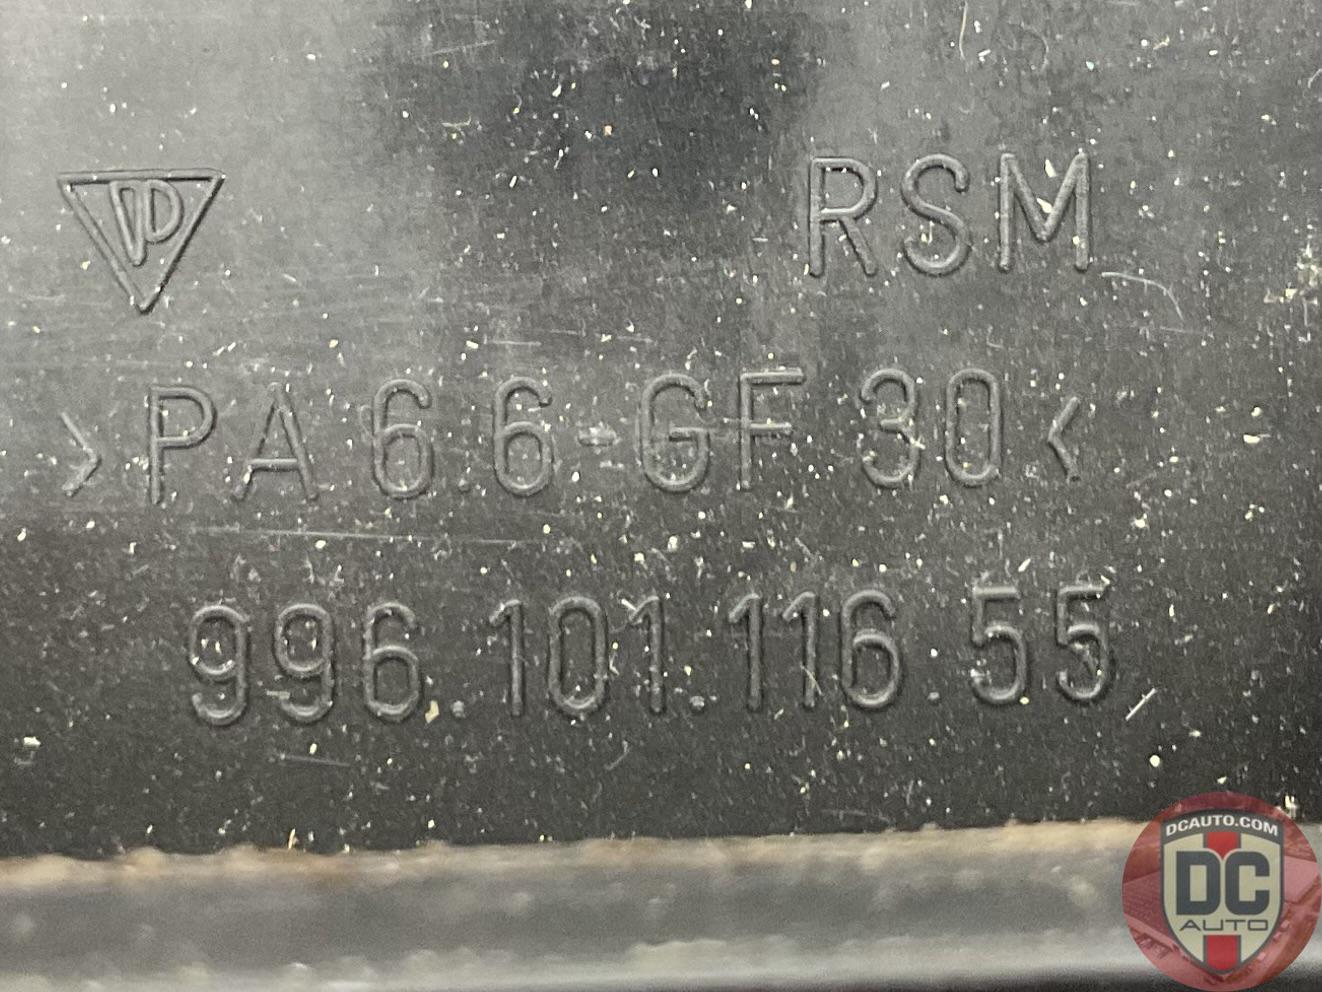 RSM
>PA 6.6-GF 30<
996.101.116.55
DCAUTO.COM
DC
AUTO